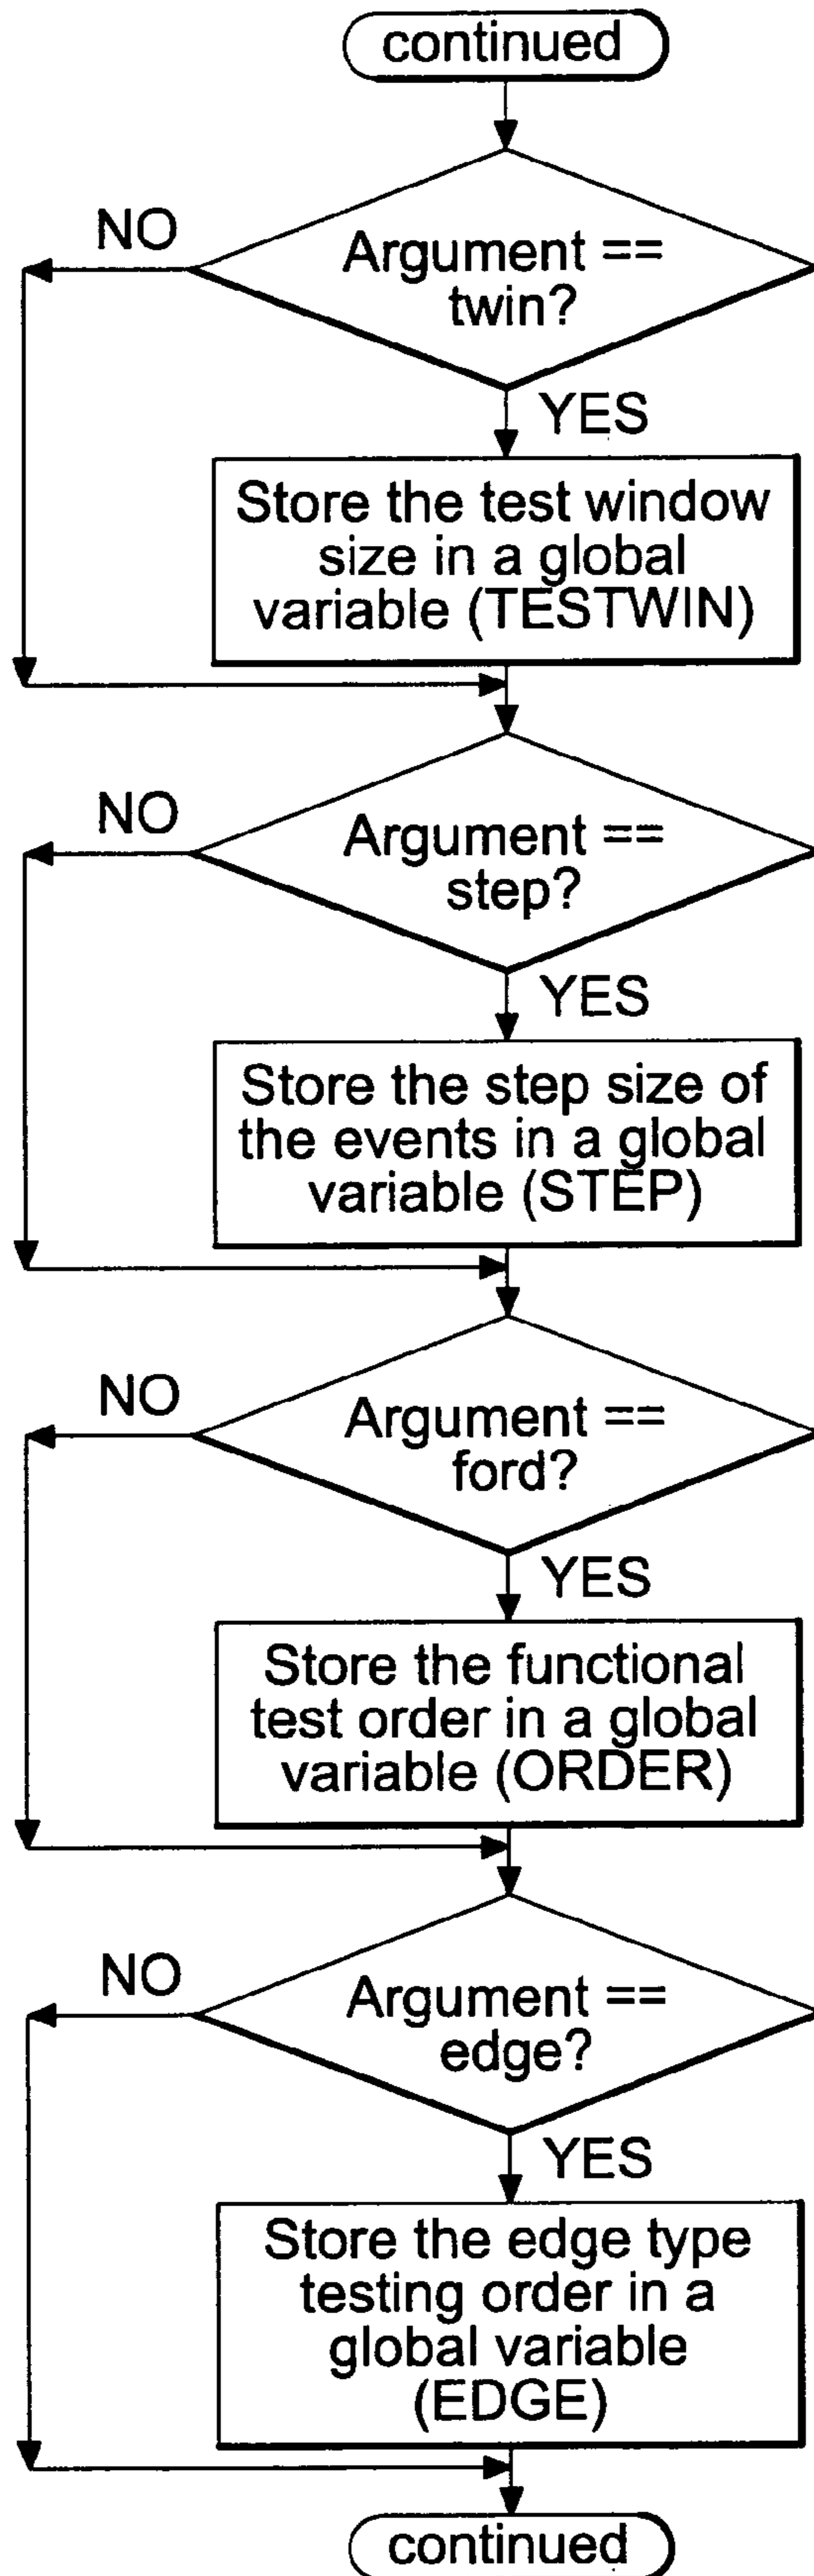 continued
NO
Argument ==
twin?
YES
Store the test window
size in a global
variable (TESTWIN)
NO
Argument ==
step?
YES
Store the step size of
the events in a global
variable (STEP)
NO
Argument ==
ford?
YES
Store the functional
test order in a global
variable (ORDER)
NO
Argument ==
edge?
YES
Store the edge type
testing order in a
global variable
(EDGE)
continued